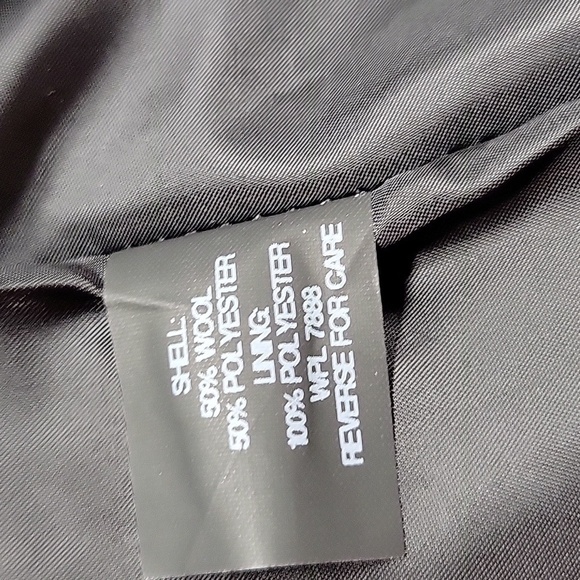 SHELL:
50% WOOL
50% POLYESTER
LINING:
100% POLYESTER
WPL 7898
REVERSE FOR CARE